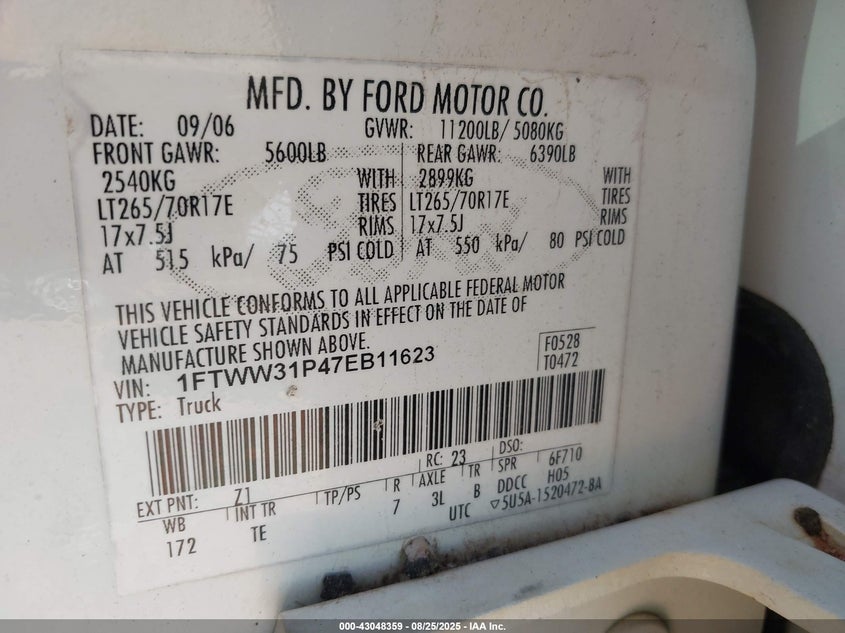 MFD. BY FORD MOTOR CO.
DATE: 09/06 GVWR: 11200LB/ 5080KG
FRONT GAWR: 5600LB REAR GAWR: 6390LB
2540KG WITH 2899KG WITH
LT265/70R17E TIRES LT265/70R17E TIRES
17x7.5J RIMS 17x7.5J RIMS
AT 515 kPa/ 75 PSI COLD AT 550 kPa/ 80 PSI COLD
THIS VEHICLE CONFORMS TO ALL APPLICABLE FEDERAL MOTOR
VEHICLE SAFETY STANDARDS IN EFFECT ON THE DATE OF
MANUFACTURE SHOWN ABOVE.
VIN: 1FTWW31P47EB11623
F0528
T0472
TYPE: Truck
RC: 23 DSO:
EXT PNT: Z1
WB INT TR TP/PS R AXLE TR SPR 6F710
172 TE 7 3L B DDCC H05
UTC ▽5U5A-1520472-BA
000-43048359 - 08/25/2025 - IAA Inc.